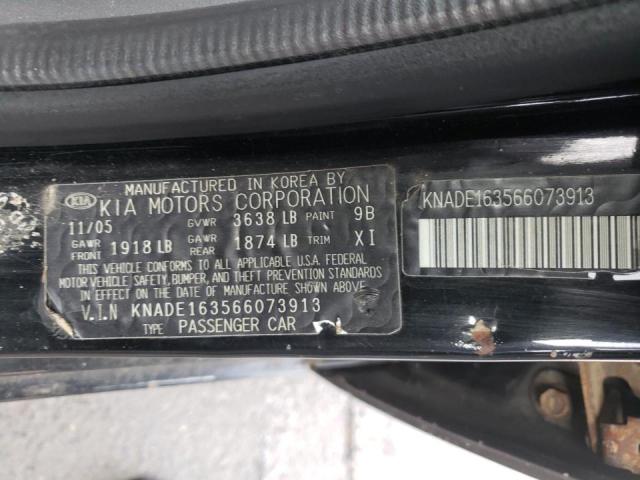 MANUFACTURED IN KOREA BY
KIA KIA MOTORS CORPORATION
11/05 GVWR 3638 LB PAINT 9B
GAWR FRONT 1918 LB GAWR REAR 1874 LB TRIM XI
THIS VEHICLE CONFORMS TO ALL APPLICABLE U.S.A. FEDERAL
MOTOR VEHICLE SAFETY, BUMPER, AND THEFT PREVENTION STANDARDS
IN EFFECT ON THE DATE OF MANUFACTURE SHOWN ABOVE.
V.I.N KNADE163566073913
TYPE PASSENGER CAR
KNADE163566073913